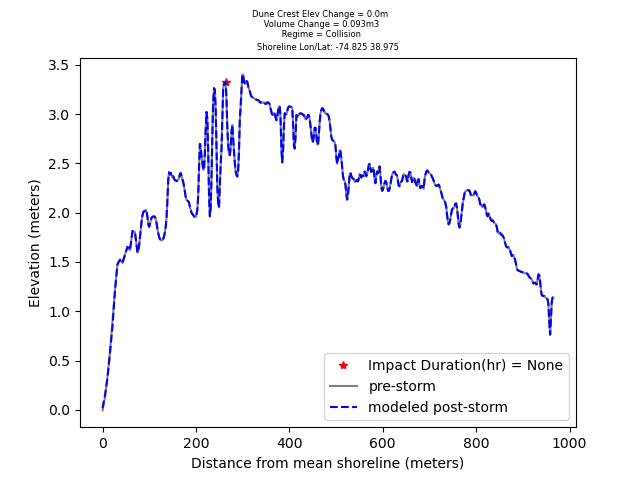 Dune Crest Elev Change = 0.0m
Volume Change = 0.093m3
Regime = Collision
Shoreline Lon/Lat: -74.825 38.975
3.5
3.0
2.5
2.0
1.5
1.0
0.5
0.0
Elevation (meters)
Impact Duration(hr) = None
pre-storm
modeled post-storm
0 200 400 600 800 1000
Distance from mean shoreline (meters)